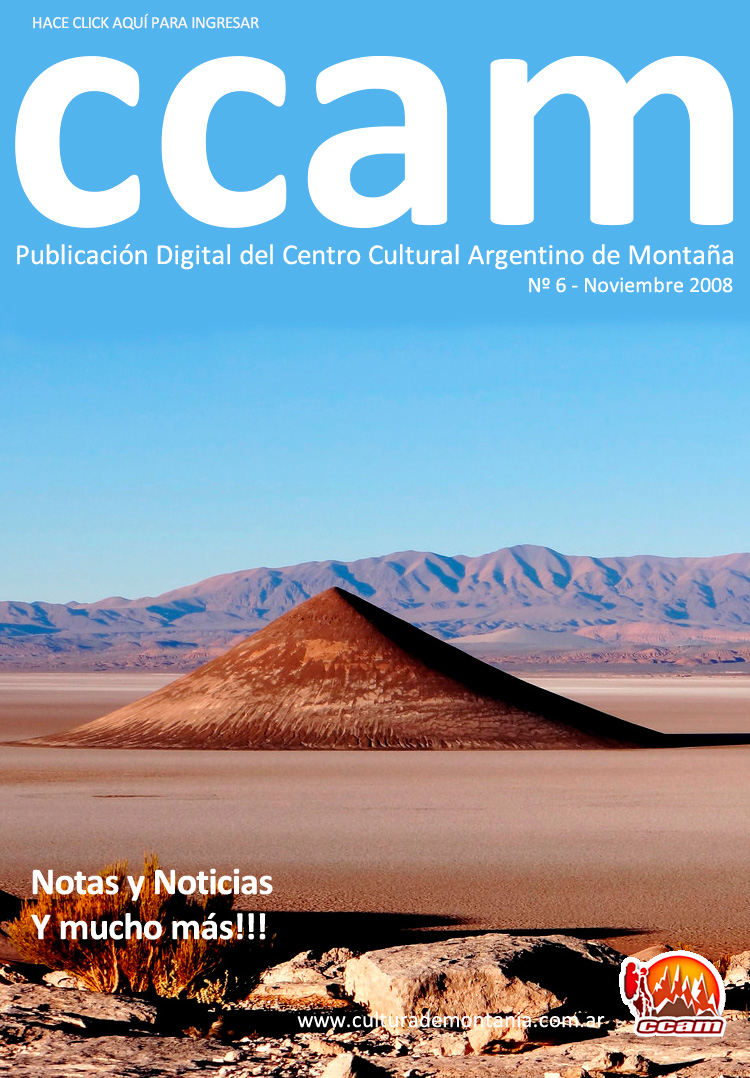 HACE CLICK AQUÍ PARA INGRESAR
ccam
Publicación Digital del Centro Cultural Argentino de Montaña
Nº 6 - Noviembre 2008
Notas y Noticias
Y mucho más!!!
www.culturademontania.com.ar
ccam